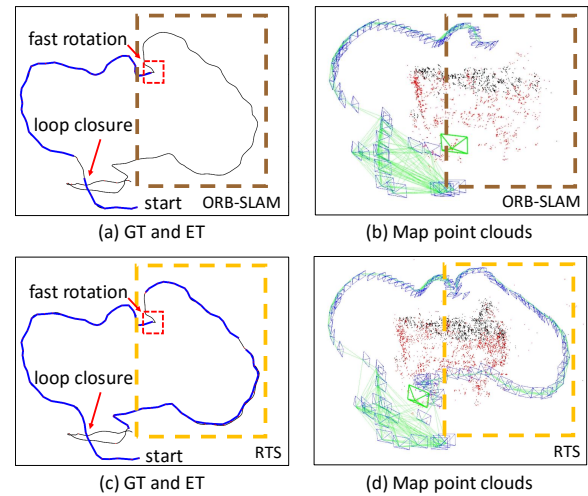 fast rotation
loop closure
start
ORB-SLAM
ORB-SLAM
(a) GT and ET
(b) Map point clouds
fast rotation
loop closure
start
RTS
RTS
(c) GT and ET
(d) Map point clouds